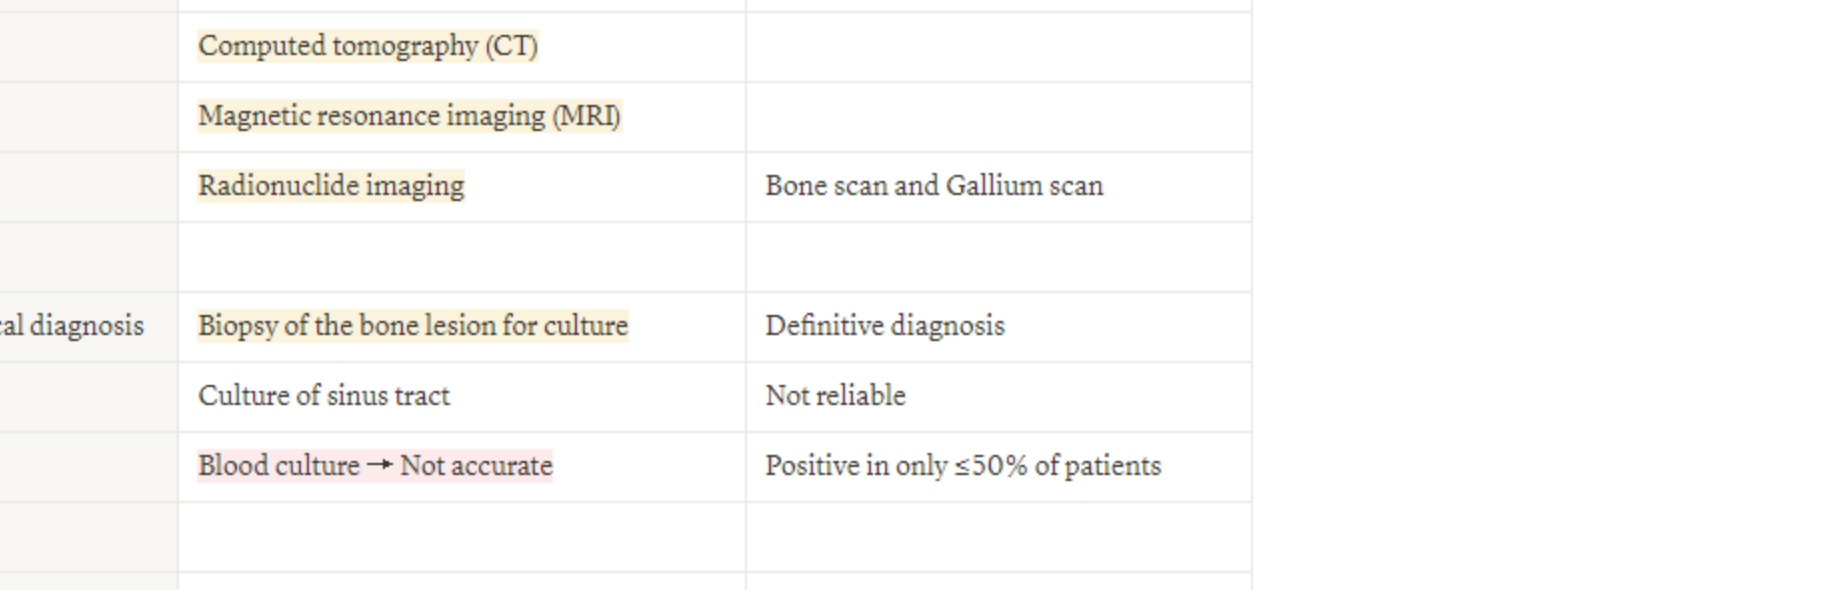 Computed tomography (CT)
Magnetic resonance imaging (MRI)
Radionuclide imaging
Bone scan and Gallium scan
diagnosis
Biopsy of the bone lesion for culture
Definitive diagnosis
Culture of sinus tract
Not reliable
Blood culture → Not accurate
Positive in only ≤50% of patients